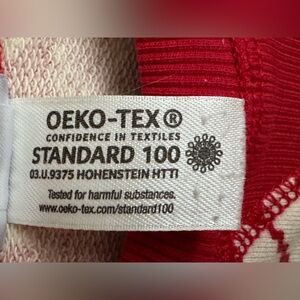 OEKO-TEX®
CONFIDENCE IN TEXTILES
STANDARD 100
03.U.9375 HOHENSTEIN HTTI
Tested for harmful substances.
www.oeko-tex.com/standard100